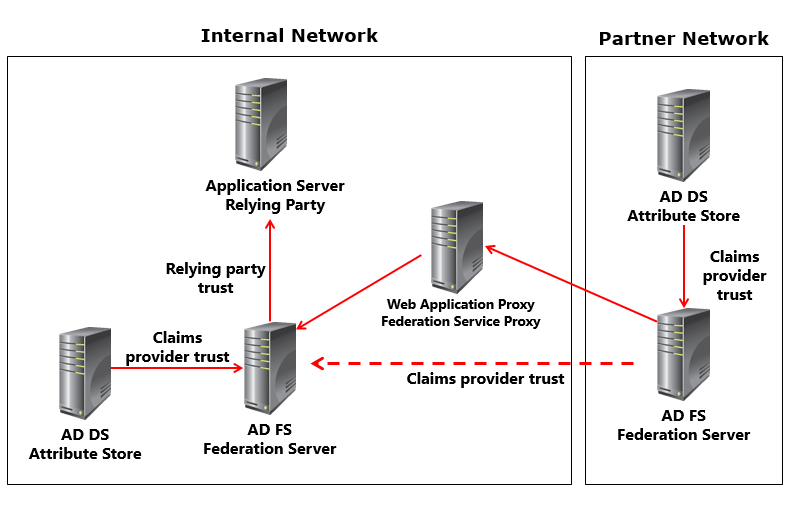 Internal Network
Partner Network
Application Server
Relying Party
AD DS
Attribute Store
Relying party
trust
Claims
provider
trust
Web Application Proxy
Federation Service Proxy
Claims
provider trust
Claims provider trust
AD DS
Attribute Store
AD FS
Federation Server
AD FS
Federation Server